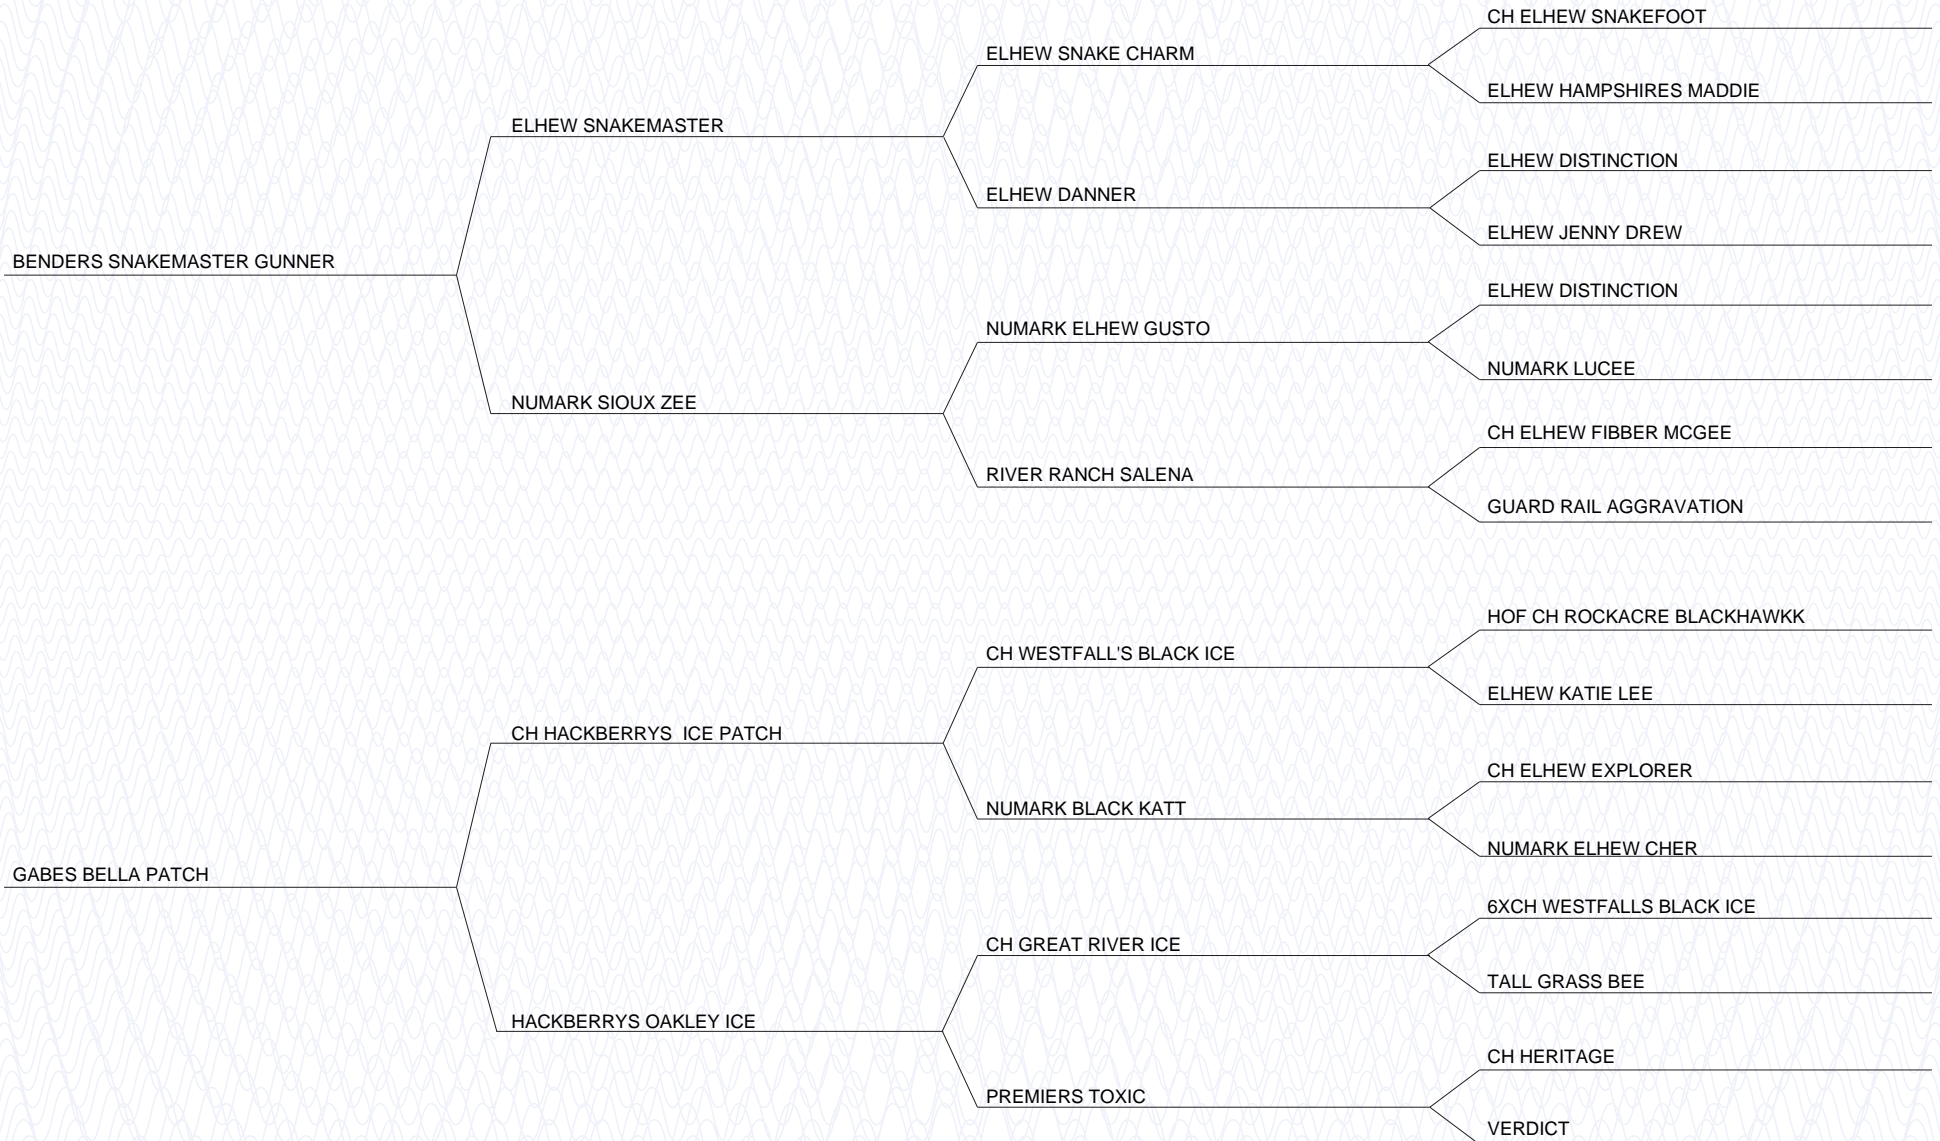 CH ELHEW SNAKEFOOT
ELHEW SNAKE CHARM
ELHEW HAMPSHIRES MADDIE
ELHEW SNAKEMASTER
ELHEW DISTINCTION
ELHEW DANNER
ELHEW JENNY DREW
BENDERS SNAKEMASTER GUNNER
ELHEW DISTINCTION
NUMARK ELHEW GUSTO
NUMARK LUCEE
NUMARK SIOUX ZEE
CH ELHEW FIBBER MCGEE
RIVER RANCH SALENA
GUARD RAIL AGGRAVATION
HOF CH ROCKACRE BLACKHAWKK
CH WESTFALL'S BLACK ICE
ELHEW KATIE LEE
CH HACKBERRYS  ICE PATCH
CH ELHEW EXPLORER
NUMARK BLACK KATT
NUMARK ELHEW CHER
GABES BELLA PATCH
6XCH WESTFALLS BLACK ICE
CH GREAT RIVER ICE
TALL GRASS BEE
HACKBERRYS OAKLEY ICE
CH HERITAGE
PREMIERS TOXIC
VERDICT